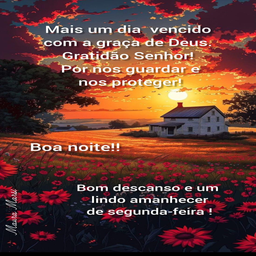 Mais um dia vencido
com a graça de Deus.
Gratidão Senhor!
Por nos guardar e
nos proteger!
Boa noite!!
Bom descanso e um
lindo amanhecer
de segunda-feira !